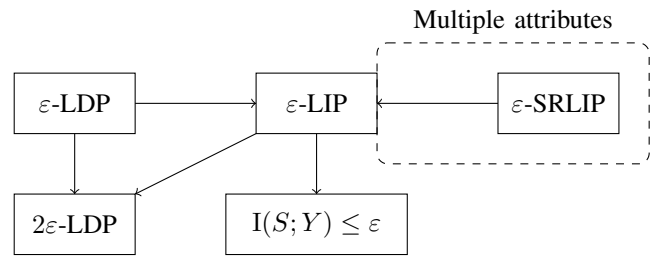 Multiple attributes
ε-LDP
ε-LIP
ε-SRLIP
2ε-LDP
I(S; Y) ≤ ε